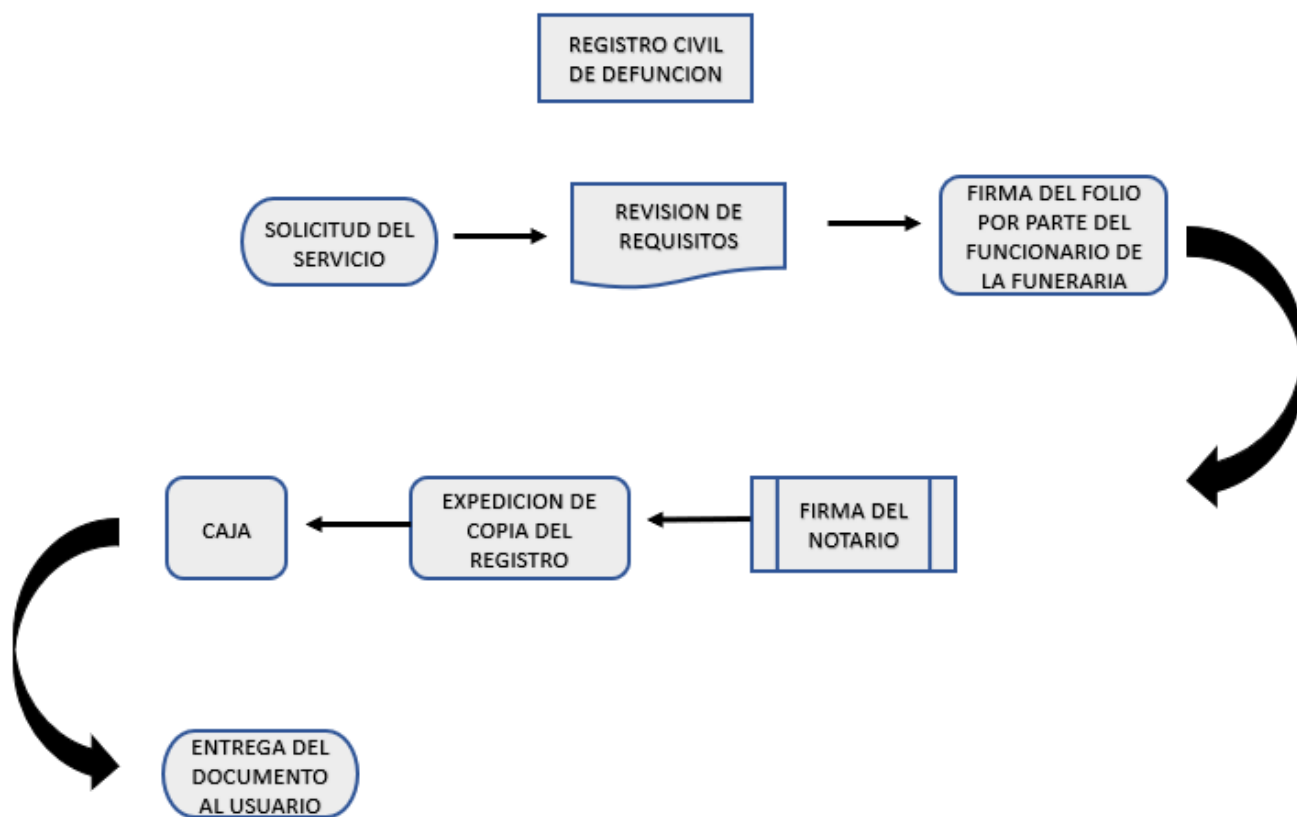 REGISTRO CIVIL
DE DEFUNCION
SOLICITUD DEL
SERVICIO
REVISION DE
REQUISITOS
FIRMA DEL FOLIO
POR PARTE DEL
FUNCIONARIO DE
LA FUNERARIA
FIRMA DEL
NOTARIO
EXPEDICION DE
COPIA DEL
REGISTRO
CAJA
ENTREGA DEL
DOCUMENTO
AL USUARIO